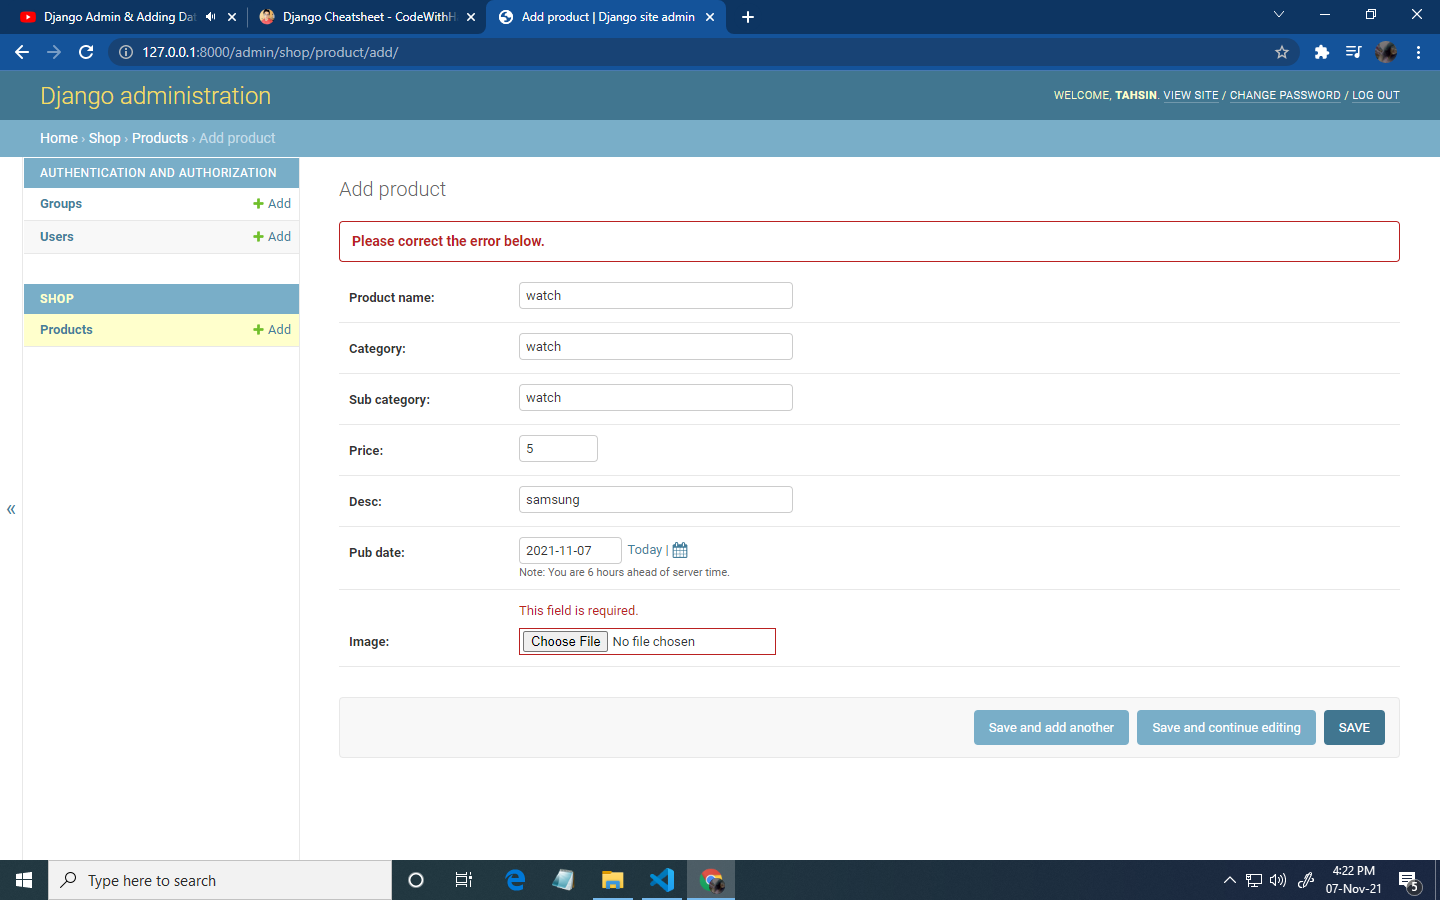 Django Admin & Adding Dat
Django Cheatsheet - CodeWithHa
Add product | Django site admin
127.0.0.1:8000/admin/shop/product/add/
Django administration
WELCOME, TAHSIN. VIEW SITE / CHANGE PASSWORD / LOG OUT
Home › Shop › Products › Add product
AUTHENTICATION AND AUTHORIZATION
Groups + Add
Users + Add
SHOP
Products + Add
«
Add product
Please correct the error below.
Product name: watch
Category: watch
Sub category: watch
Price: 5
Desc: samsung
Pub date: 2021-11-07 Today |
Note: You are 6 hours ahead of server time.
This field is required.
Image: Choose File No file chosen
Save and add another
Save and continue editing
SAVE
Type here to search
4:22 PM
07-Nov-21
5